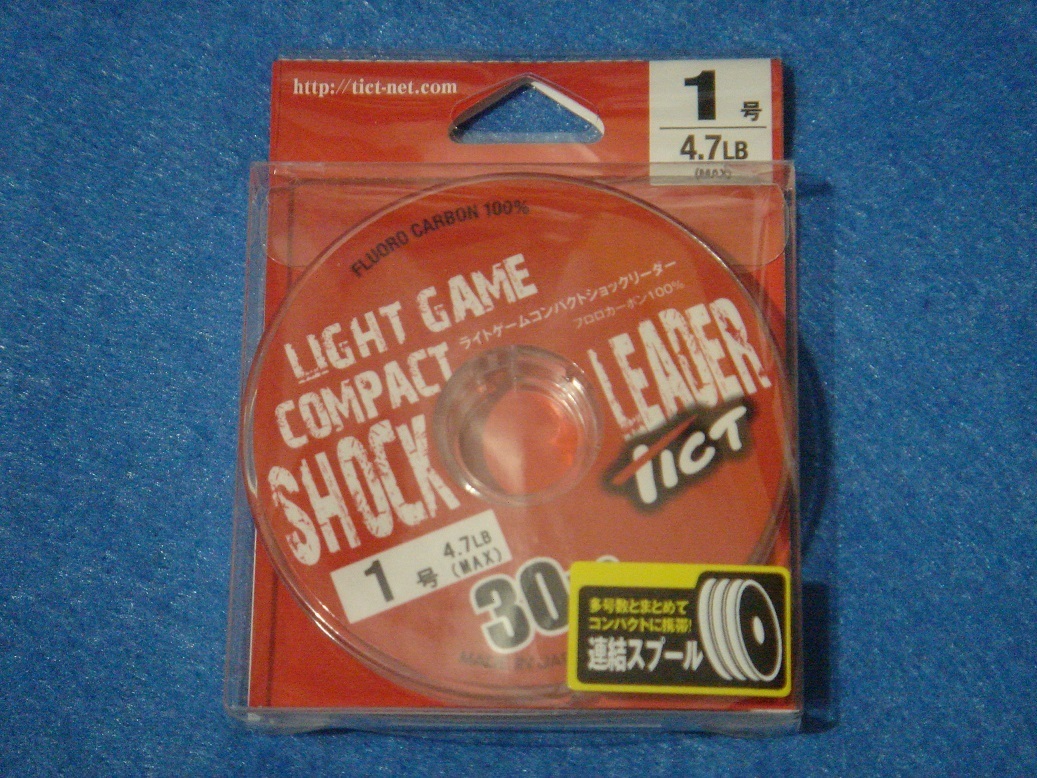 http://tict-net.com
1号
4.7LB
(MAX)
FLUORO CARBON 100%
LIGHT GAME
ライトゲームコンパクトショックリーダー
フロロカーボン100%
COMPACT
SHOCK
LEADER
TICT
1号
4.7LB
(MAX)
30
MADE IN
多号数とまとめて
コンパクトに携帯!
連結スプール